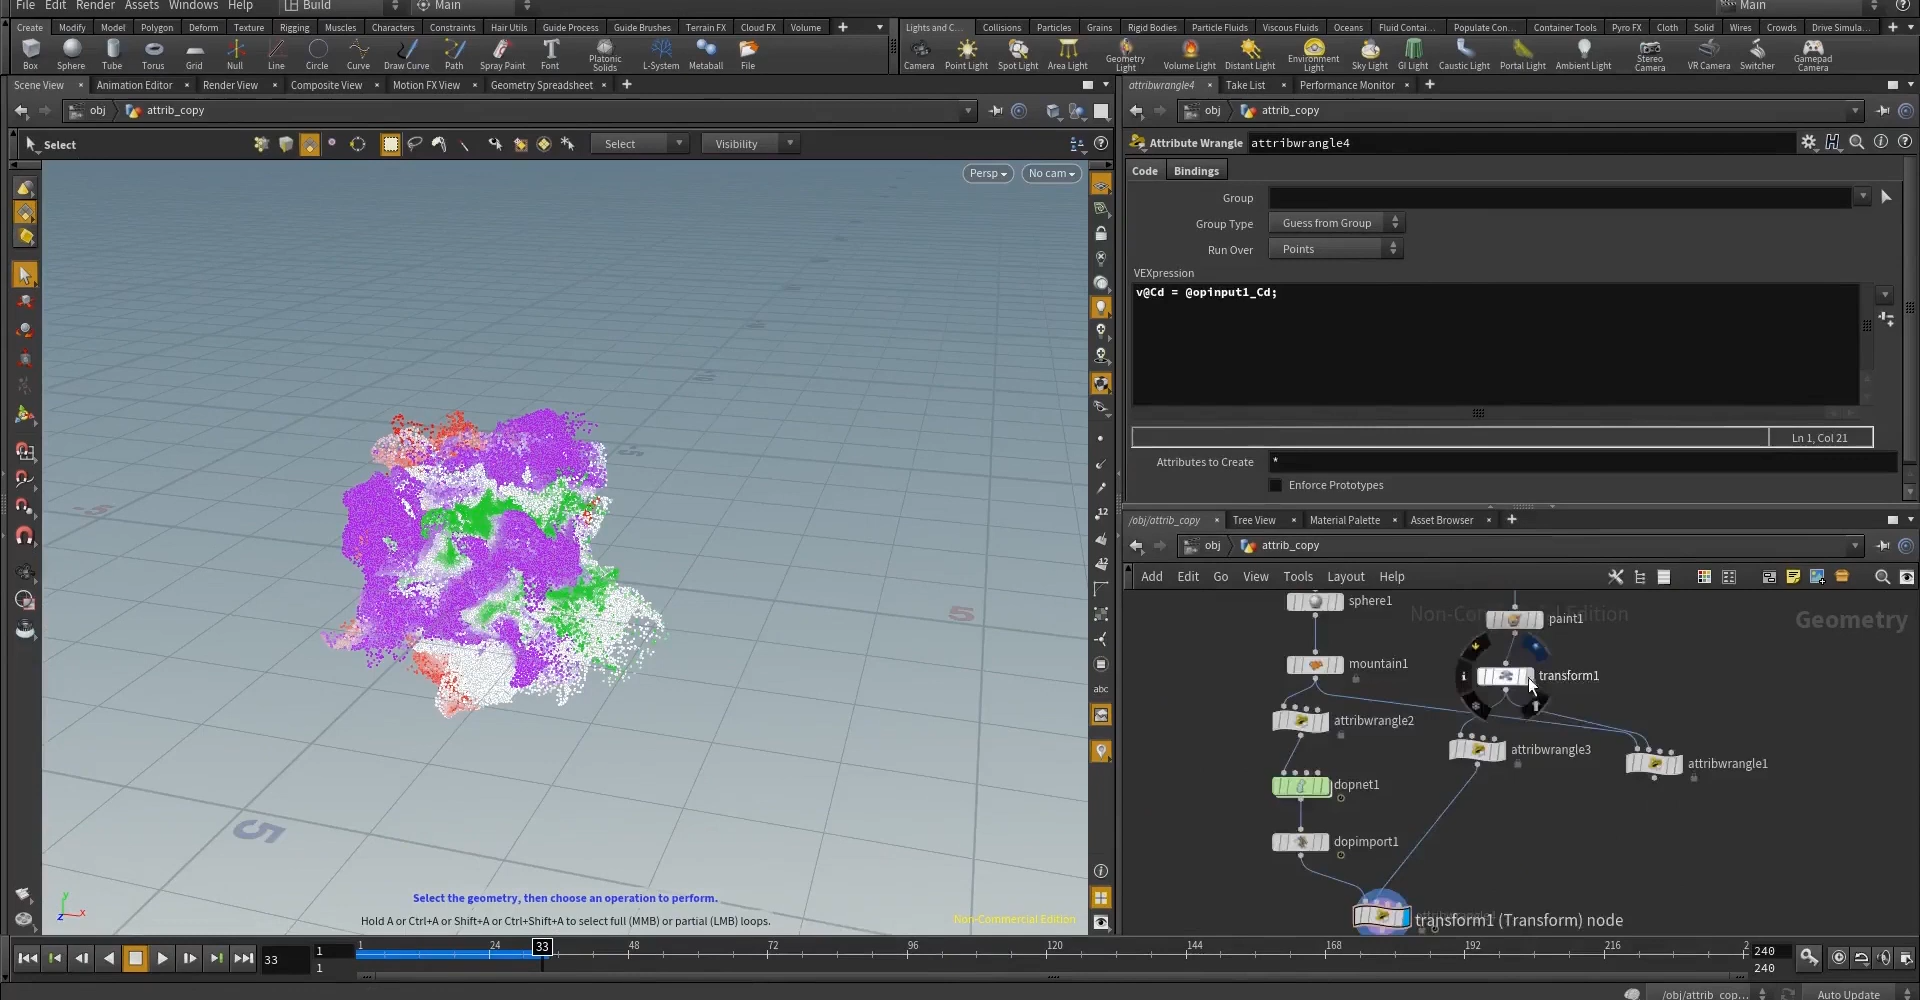 File Edit Render Assets Windows Help Build Main Main
Create Modify Model Polygon Deform Texture Rigging Muscles Characters Constraints Hair Utils Guide Process Guide Brushes Terrain FX Cloud FX Volume
Lights and C... Collisions Particles Grains Rigid Bodies Particle Fluids Viscous Fluids Oceans Fluid Contai... Populate Con... Container Tools Pyro FX Cloth Solid Wires Crowds Drive Simula...
Box Sphere Tube Torus Grid Null Line Circle Curve Draw Curve Path Spray Paint Font Platonic Solids L-System Metaball File
Camera Point Light Spot Light Area Light Geometry Light Volume Light Distant Light Environment Light Sky Light GI Light Caustic Light Portal Light Ambient Light Stereo Camera VR Camera Switcher Gamepad Camera
Scene View Animation Editor Render View Composite View Motion FX View Geometry Spreadsheet
attribwrangle4 Take List Performance Monitor
obj attrib_copy
obj attrib_copy
Select Select Visibility
Attribute Wrangle attribwrangle4
Persp No cam
Code Bindings
Group
Group Type Guess from Group
Run Over Points
VEXpression
v@Cd = @opinput1_Cd;
Ln 1, Col 21
Attributes to Create *
Enforce Prototypes
/obj/attrib_copy Tree View Material Palette Asset Browser
obj attrib_copy
Add Edit Go View Tools Layout Help
Geometry
sphere1
paint1
mountain1
transform1
attribwrangle2
attribwrangle3
attribwrangle1
dopnet1
dopimport1
transform1 (Transform) node
5
5
12
12
abc
y
x
z
Select the geometry, then choose an operation to perform.
Hold A or Ctrl+A or Shift+A or Ctrl+Shift+A to select full (MMB) or partial (LMB) loops.
Non-Commercial Edition
33 1 1
1 24 33 48 72 96 120 144 168 192 216 2
240
240
/obj/attrib_cop... Auto Update